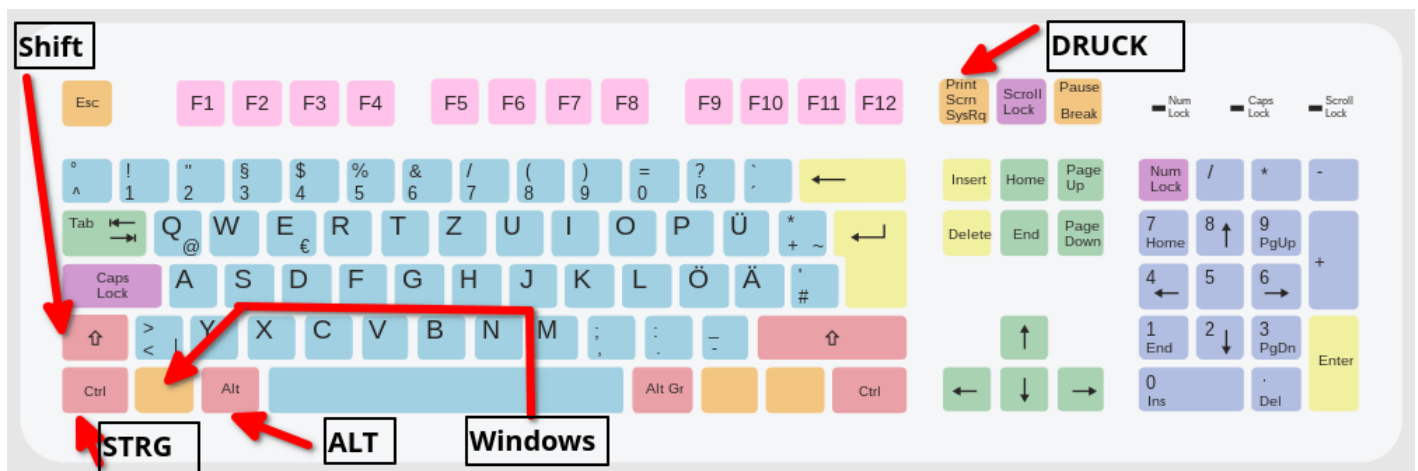 Shift
DRUCK
Esc F1 F2 F3 F4 F5 F6 F7 F8 F9 F10 F11 F12
Print
Scrn
SysRq
Scroll
Lock
Pause
Break
Num
Lock
Caps
Lock
Scroll
Lock
° ! " § $ % & / ( ) = ? `
^ 1 2 3 4 5 6 7 8 9 0 ß ´
Insert Home Page
Up
Num
Lock
/ * -
Tab Q W E R T Z U I O P Ü *
@ € + ~
Delete End Page
Down
7 8 9
Home PgUp
+
Caps
Lock
A S D F G H J K L Ö Ä '
#
4 5 6
> Y X C V B N M ; : _
< | , . -
1 2 3
End PgDn
Enter
Ctrl Alt Alt Gr Ctrl
0 .
Ins Del
STRG
ALT
Windows